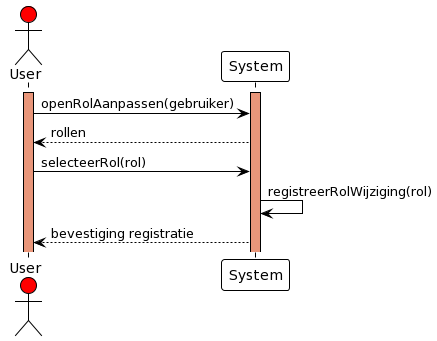 User
System
openRolAanpassen(gebruiker)
rollen
selecteerRol(rol)
registreerRolWijziging(rol)
bevestiging registratie
User
System